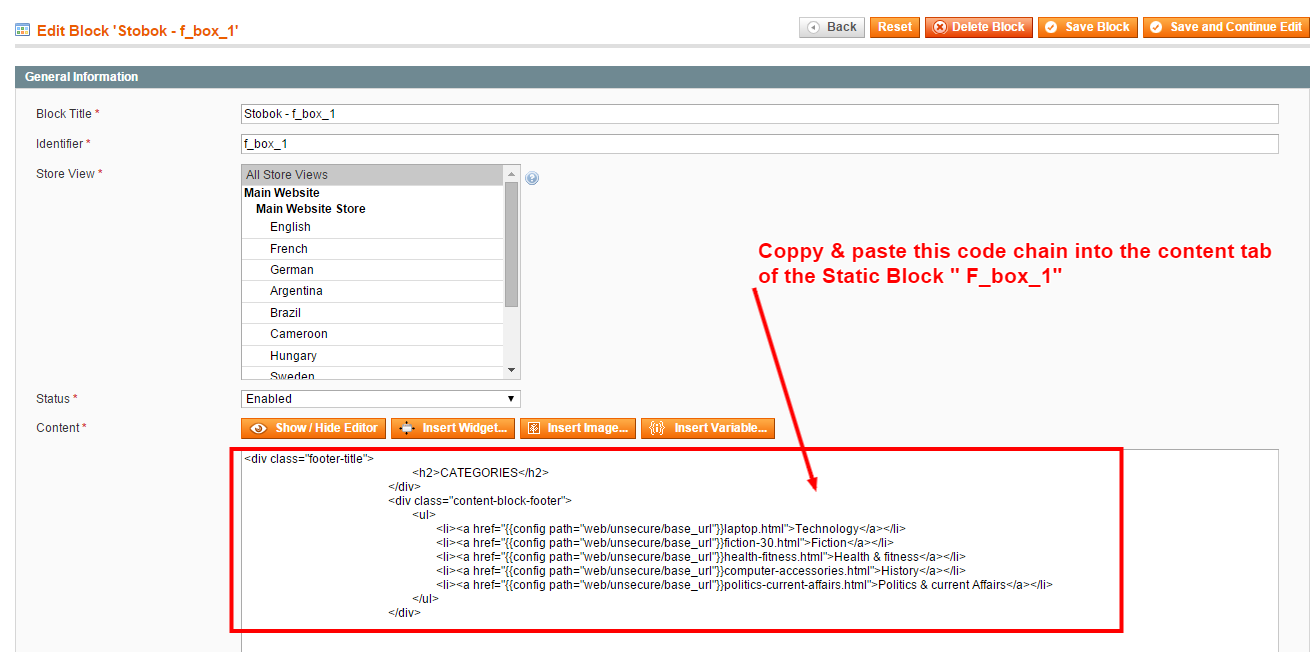 Edit Block 'Stobok - f_box_1'
Back Reset Delete Block Save Block Save and Continue Edit
General Information
Block Title *
Stobok - f_box_1
Identifier *
f_box_1
Store View *
All Store Views
Main Website
Main Website Store
English
French
German
Argentina
Brazil
Cameroon
Hungary
Sweden
Coppy & paste this code chain into the content tab
of the Static Block " F_box_1"
Status *
Enabled
Content *
Show / Hide Editor Insert Widget... Insert Image... Insert Variable...
<div class="footer-title">
<h2>CATEGORIES</h2>
</div>
<div class="content-block-footer">
<ul>
<li><a href="{{config path="web/unsecure/base_url"}}laptop.html">Technology</a></li>
<li><a href="{{config path="web/unsecure/base_url"}}fiction-30.html">Fiction</a></li>
<li><a href="{{config path="web/unsecure/base_url"}}health-fitness.html">Health & fitness</a></li>
<li><a href="{{config path="web/unsecure/base_url"}}computer-accessories.html">History</a></li>
<li><a href="{{config path="web/unsecure/base_url"}}politics-current-affairs.html">Politics & current Affairs</a></li>
</ul>
</div>